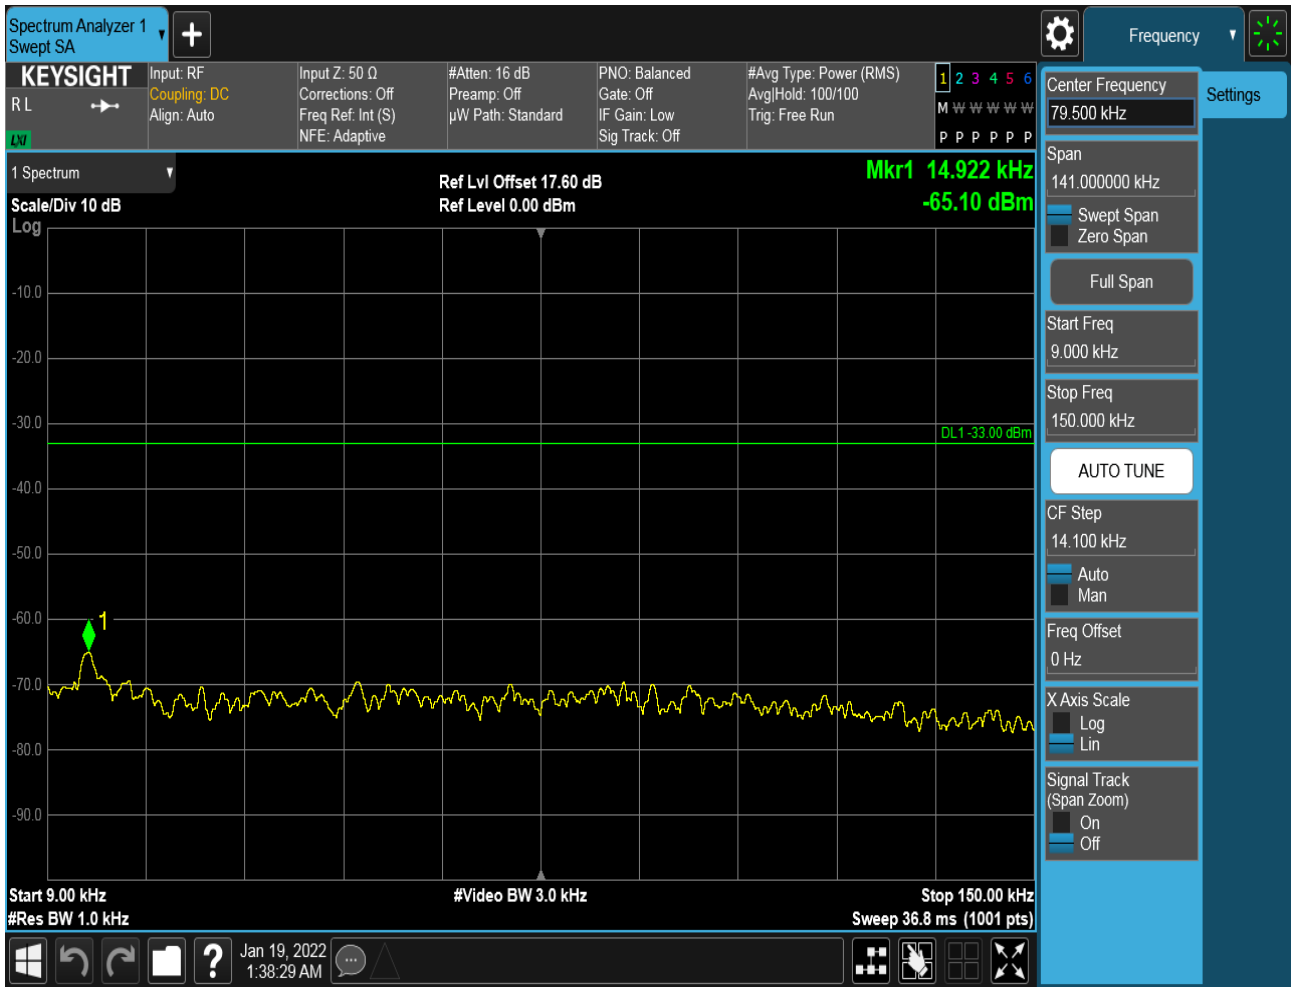 Spectrum Analyzer 1
Swept SA
Frequency
KEYSIGHT
R L
LXI
Input: RF
Coupling: DC
Align: Auto
Input Z: 50 Ω
Corrections: Off
Freq Ref: Int (S)
NFE: Adaptive
#Atten: 16 dB
Preamp: Off
µW Path: Standard
PNO: Balanced
Gate: Off
IF Gain: Low
Sig Track: Off
#Avg Type: Power (RMS)
Avg|Hold: 100/100
Trig: Free Run
1 2 3 4 5 6
M W W W W W
P P P P P P
1 Spectrum
Scale/Div 10 dB
Log
Ref Lvl Offset 17.60 dB
Ref Level 0.00 dBm
Mkr1 14.922 kHz
-65.10 dBm
-10.0
-20.0
-30.0
DL1 -33.00 dBm
-40.0
-50.0
-60.0
1
-70.0
-80.0
-90.0
Start 9.00 kHz
#Res BW 1.0 kHz
#Video BW 3.0 kHz
Stop 150.00 kHz
Sweep 36.8 ms (1001 pts)
Jan 19, 2022
1:38:29 AM
Center Frequency
79.500 kHz
Settings
Span
141.000000 kHz
Swept Span
Zero Span
Full Span
Start Freq
9.000 kHz
Stop Freq
150.000 kHz
AUTO TUNE
CF Step
14.100 kHz
Auto
Man
Freq Offset
0 Hz
X Axis Scale
Log
Lin
Signal Track
(Span Zoom)
On
Off